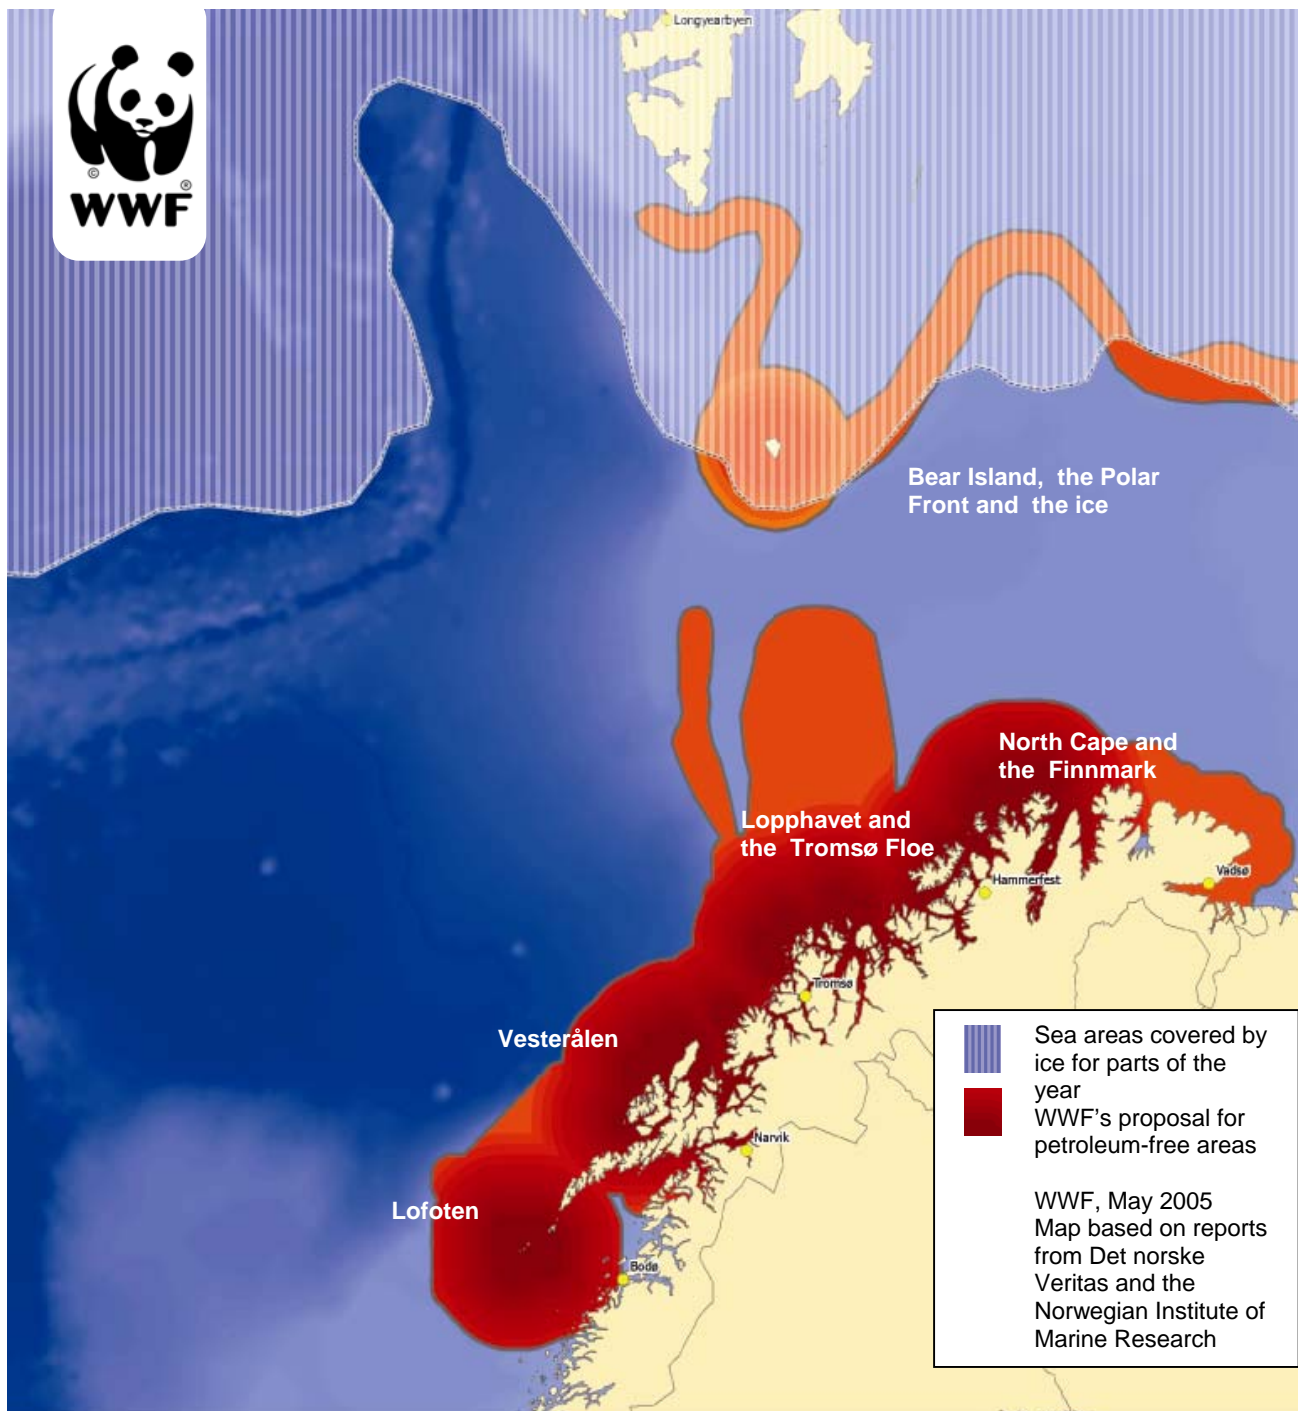 Longyearbyen
©
®
WWF
Bear Island, the Polar
Front and the ice
North Cape and
the Finnmark
Lopphavet and
the Tromsø Floe
Hammerfest
Vadsø
Tromsø
Vesterålen
Narvik
Lofoten
Bodø
Sea areas covered by
ice for parts of the
year
WWF's proposal for
petroleum-free areas
WWF, May 2005
Map based on reports
from Det norske
Veritas and the
Norwegian Institute of
Marine Research